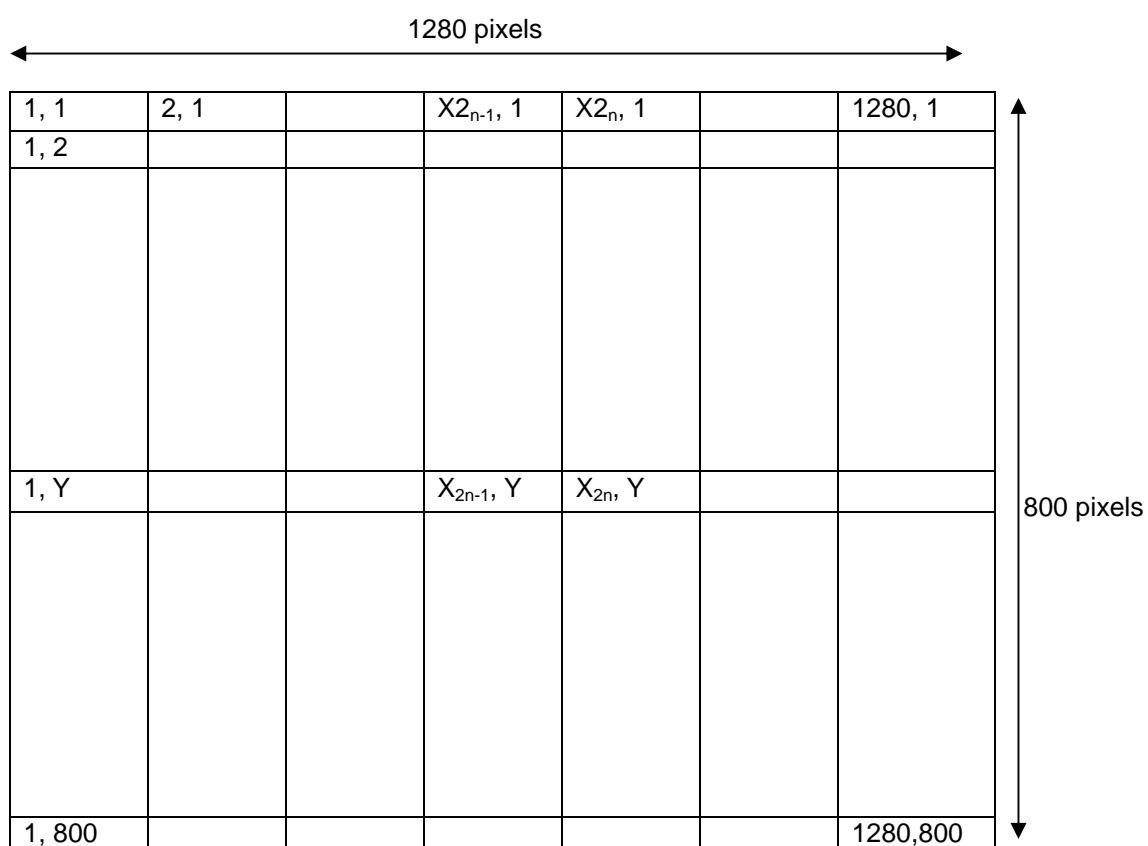 1280 pixels
1, 1 2, 1 X2ₙ₋₁, 1 X2ₙ, 1 1280, 1
1, 2
1, Y X₂ₙ₋₁, Y X₂ₙ, Y
800 pixels
1, 800 1280,800